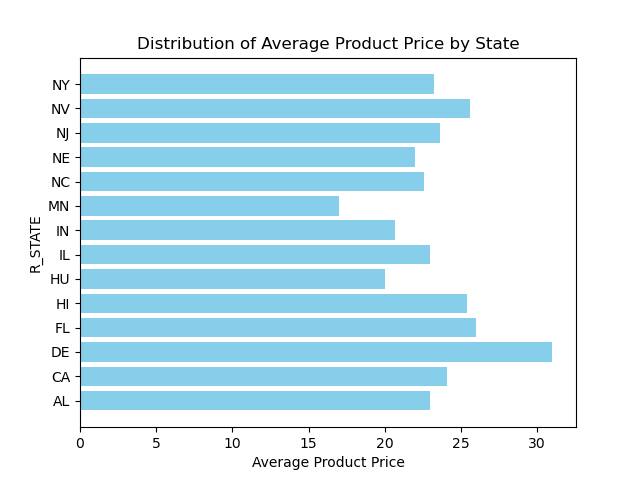 Distribution of Average Product Price by State
NY
NV
NJ
NE
NC
MN
IN
IL
HU
HI
FL
DE
CA
AL
R_STATE
0 5 10 15 20 25 30
Average Product Price